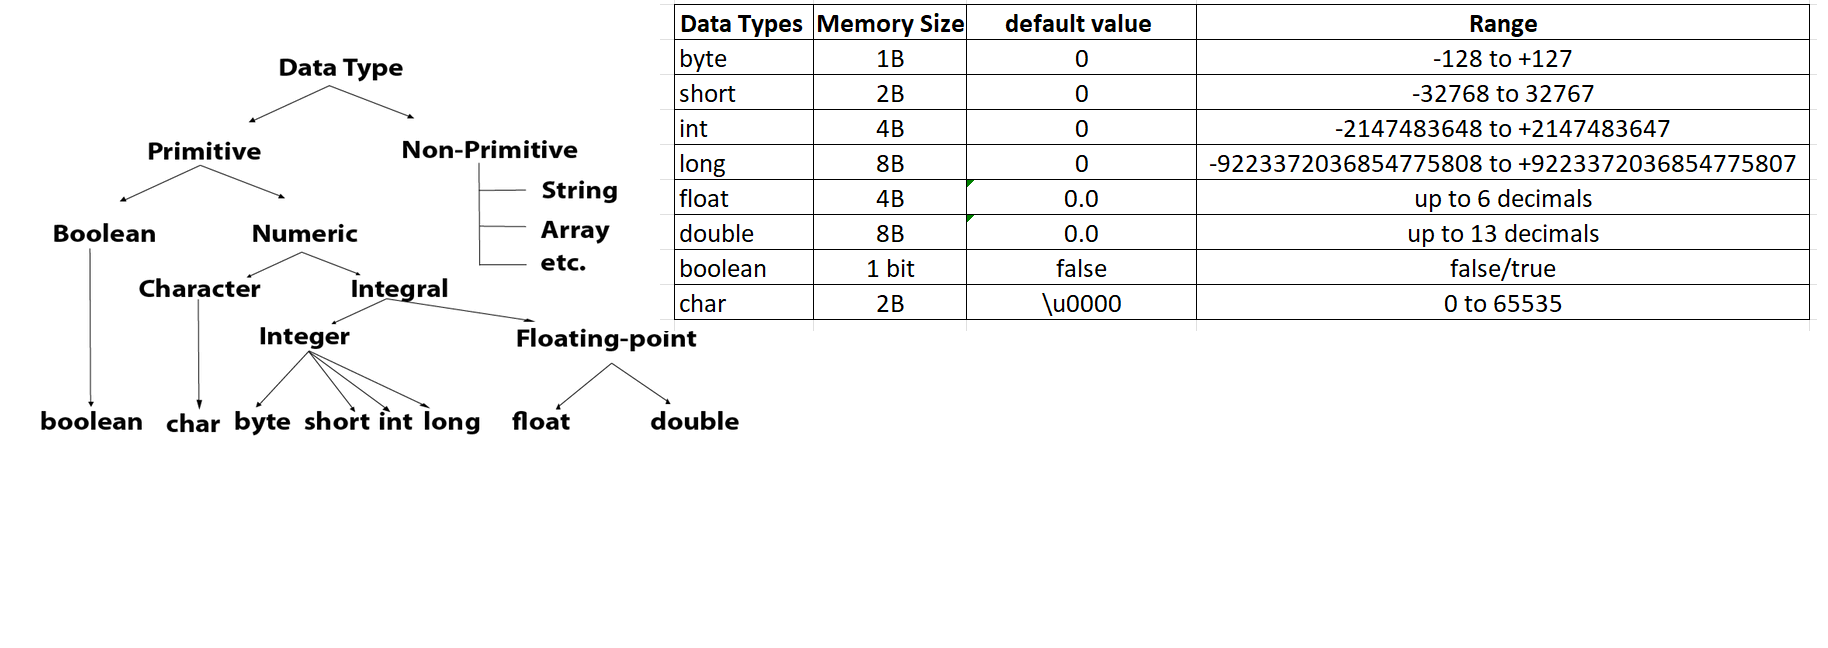 Data Type
Primitive
Non-Primitive
String
Array
etc.
Boolean
Numeric
Character
Integral
Integer
Floating-point
boolean char byte short int long float double
Data Types Memory Size default value Range
byte 1B 0 -128 to +127
short 2B 0 -32768 to 32767
int 4B 0 -2147483648 to +2147483647
long 8B 0 -9223372036854775808 to +9223372036854775807
float 4B 0.0 up to 6 decimals
double 8B 0.0 up to 13 decimals
boolean 1 bit false false/true
char 2B \u0000 0 to 65535